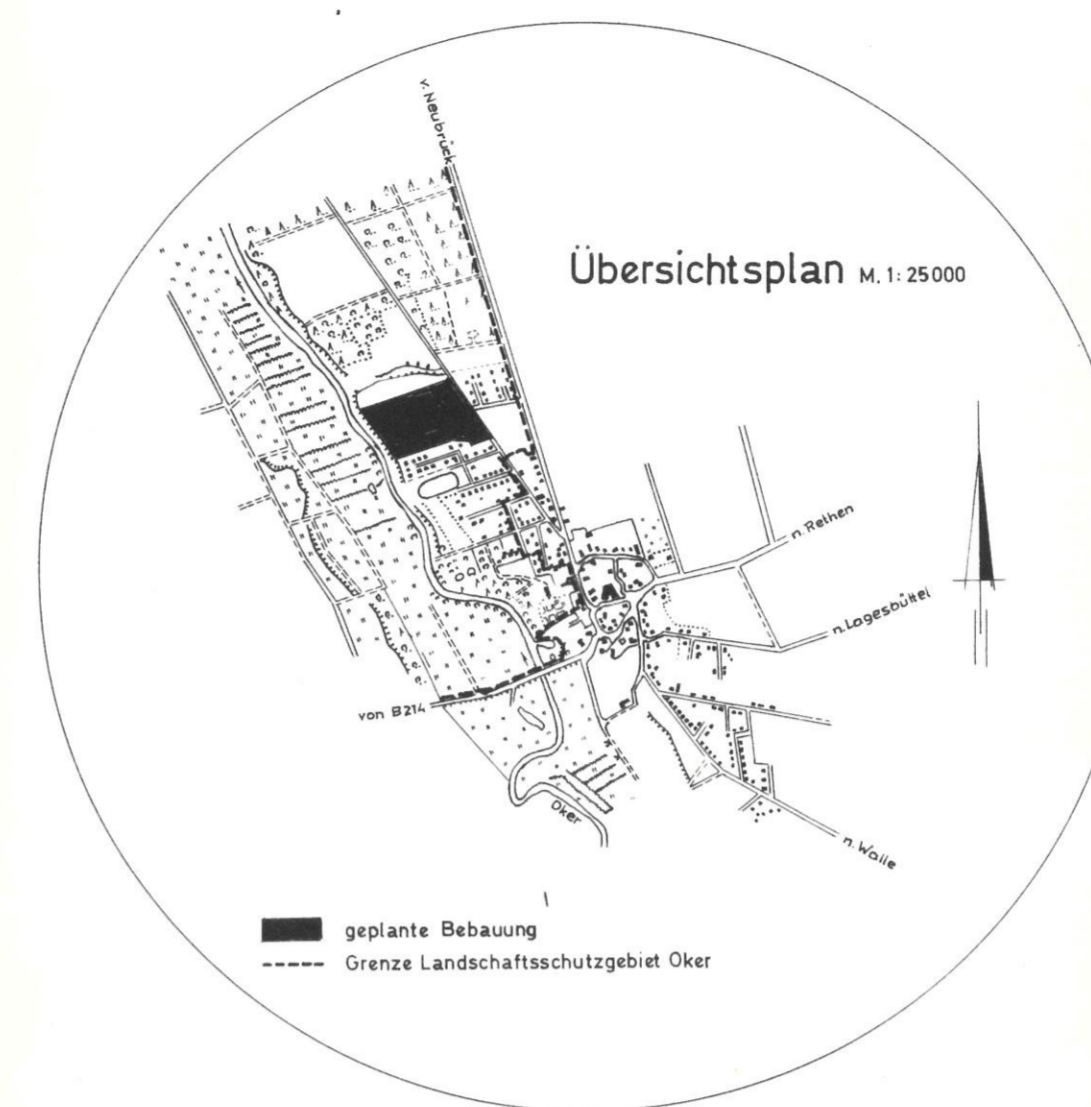 v. Neubrück
Übersichtsplan M. 1:25000
n. Rethen
n. Lagesbüttel
von B214
Oker
n. Walle
geplante Bebauung
Grenze Landschaftsschutzgebiet Oker